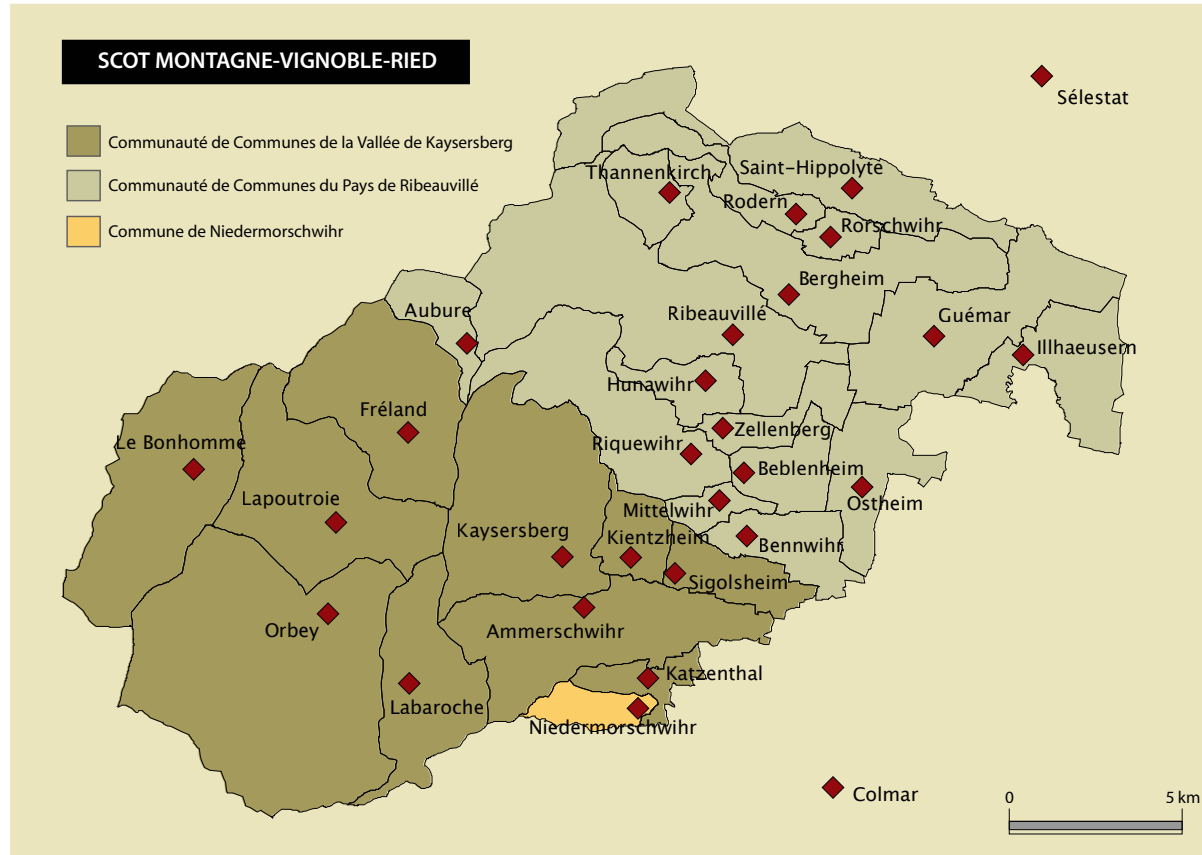 SCOT MONTAGNE-VIGNOBLE-RIED
Communauté de Communes de la Vallée de Kaysersberg
Communauté de Communes du Pays de Ribeauvillé
Commune de Niedermorschwihr
Sélestat
Saint-Hippolyte
Thannenkirch
Rodern
Rorschwihr
Bergheim
Aubure
Ribeauvillé
Guémar
Illhaeusern
Hunawihr
Fréland
Zellenberg
Le Bonhomme
Riquewihr
Beblenheim
Lapoutroie
Ostheim
Mittelwihr
Kaysersberg
Kientzheim
Bennwihr
Sigolsheim
Orbey
Ammerschwihr
Katzenthal
Labaroche
Niedermorschwihr
Colmar
0 5 km